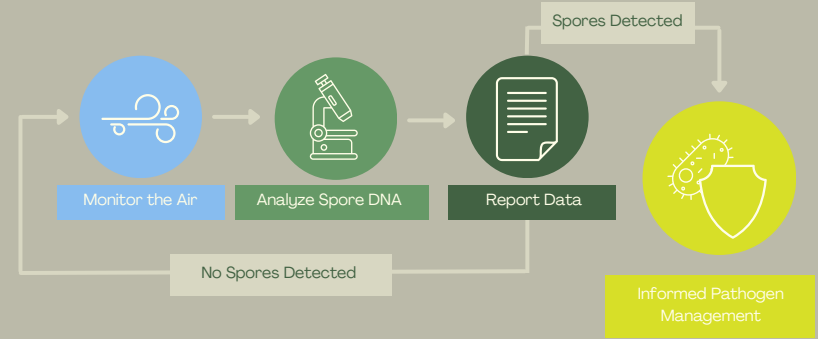 Spores Detected
Monitor the Air
Analyze Spore DNA
Report Data
No Spores Detected
Informed Pathogen
Management